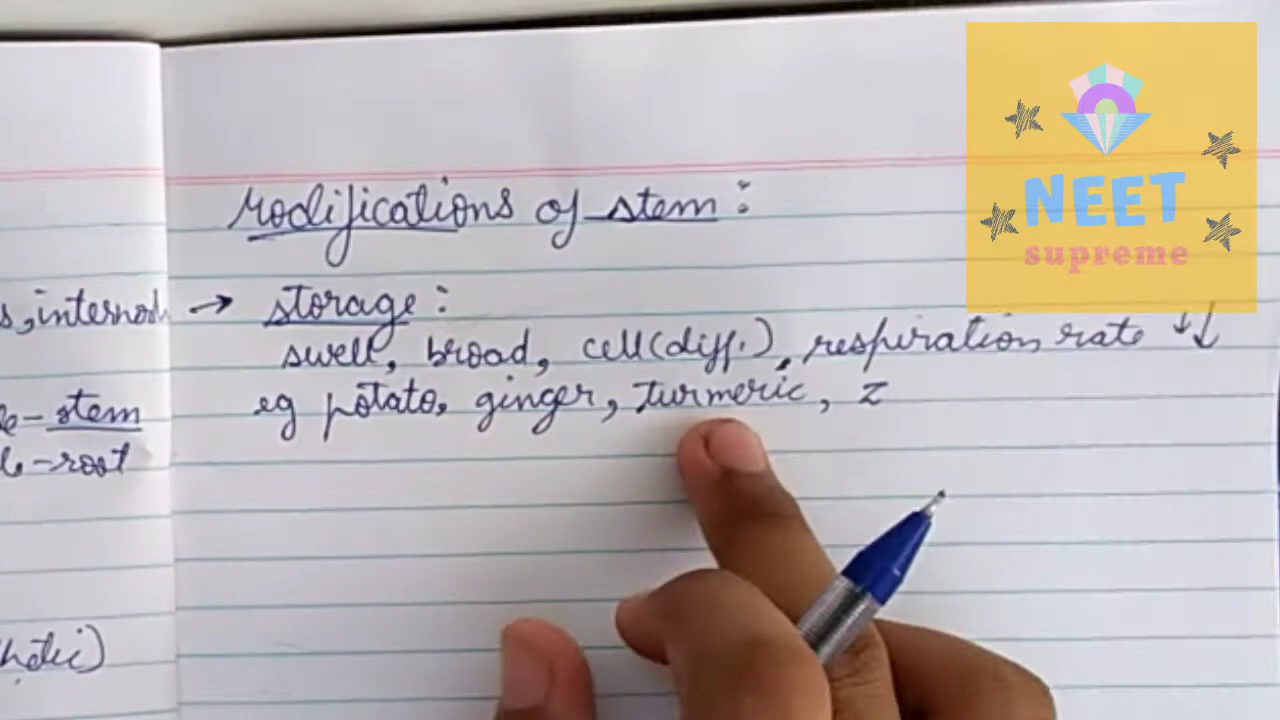 modifications of stem:
s, internod → storage:
swell, broad, cell(diff.), respiration rate ↓↓
eg potato, ginger, turmeric, z
e-stem
-root
hotic)
NEET
supreme